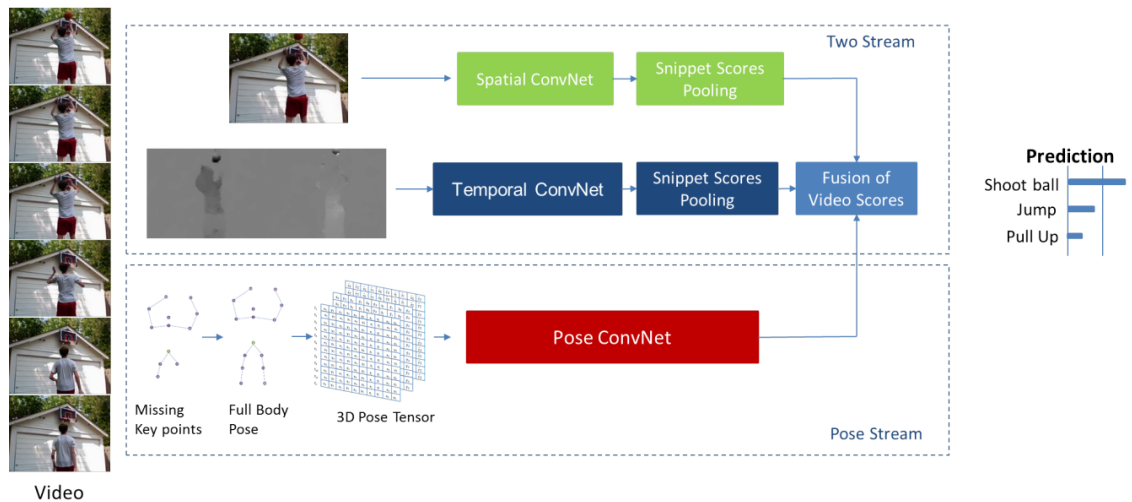 Two Stream
Spatial ConvNet
Snippet Scores
Pooling
Temporal ConvNet
Snippet Scores
Pooling
Fusion of
Video Scores
Prediction
Shoot ball
Jump
Pull Up
Pose ConvNet
Missing
Key points
Full Body
Pose
3D Pose Tensor
Pose Stream
Video